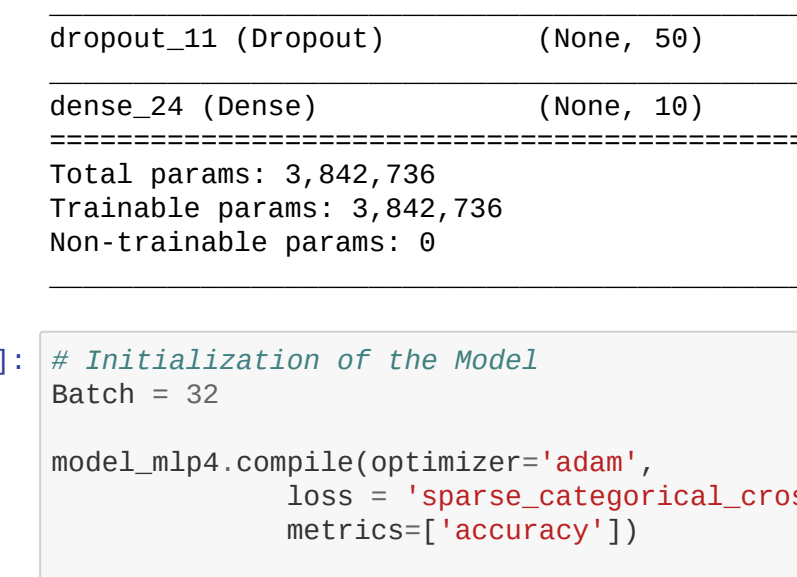 dropout_11 (Dropout) (None, 50)
dense_24 (Dense) (None, 10)
Total params: 3,842,736
Trainable params: 3,842,736
Non-trainable params: 0
]: # Initialization of the Model
Batch = 32
model_mlp4.compile(optimizer='adam',
loss = 'sparse_categorical_cros
metrics=['accuracy'])